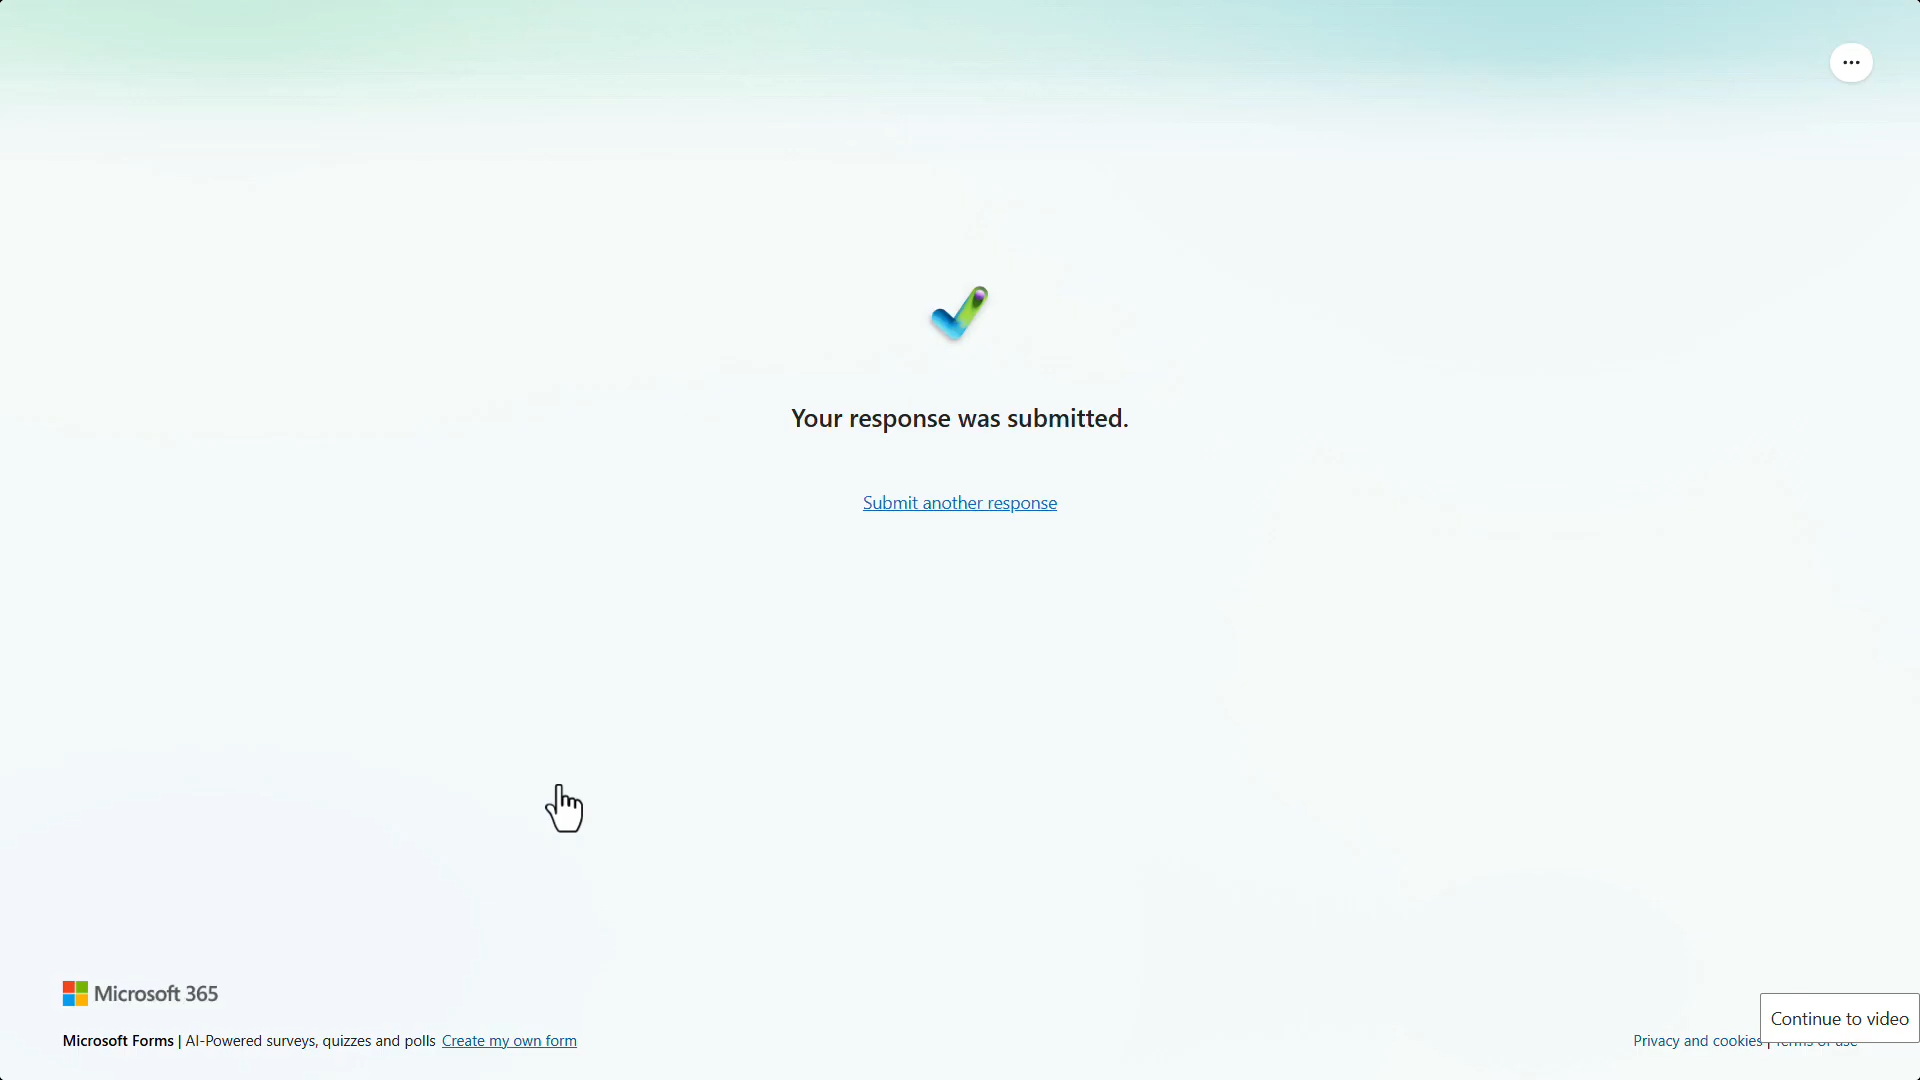 Your response was submitted.
Submit another response
Microsoft 365
Microsoft Forms | AI-Powered surveys, quizzes and polls Create my own form
Privacy and cookies |
Continue to video